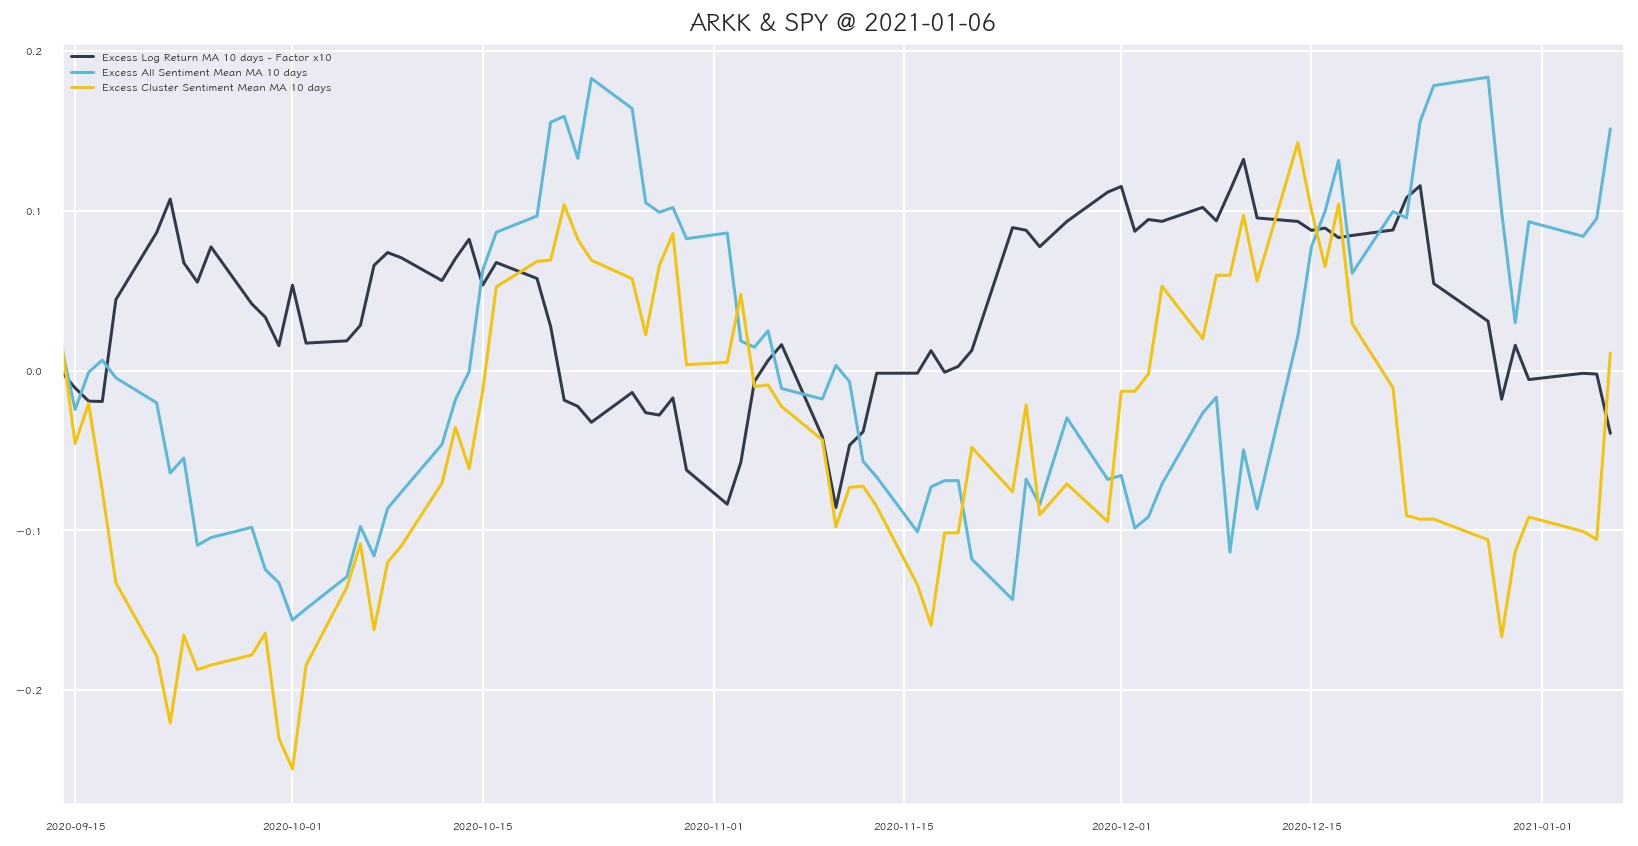 ARKK & SPY @ 2021-01-06
Excess Log Return MA 10 days - Factor x10
Excess All Sentiment Mean MA 10 days
Excess Cluster Sentiment Mean MA 10 days
0.2
0.1
0.0
−0.1
−0.2
2020-09-15 2020-10-01 2020-10-15 2020-11-01 2020-11-15 2020-12-01 2020-12-15 2021-01-01